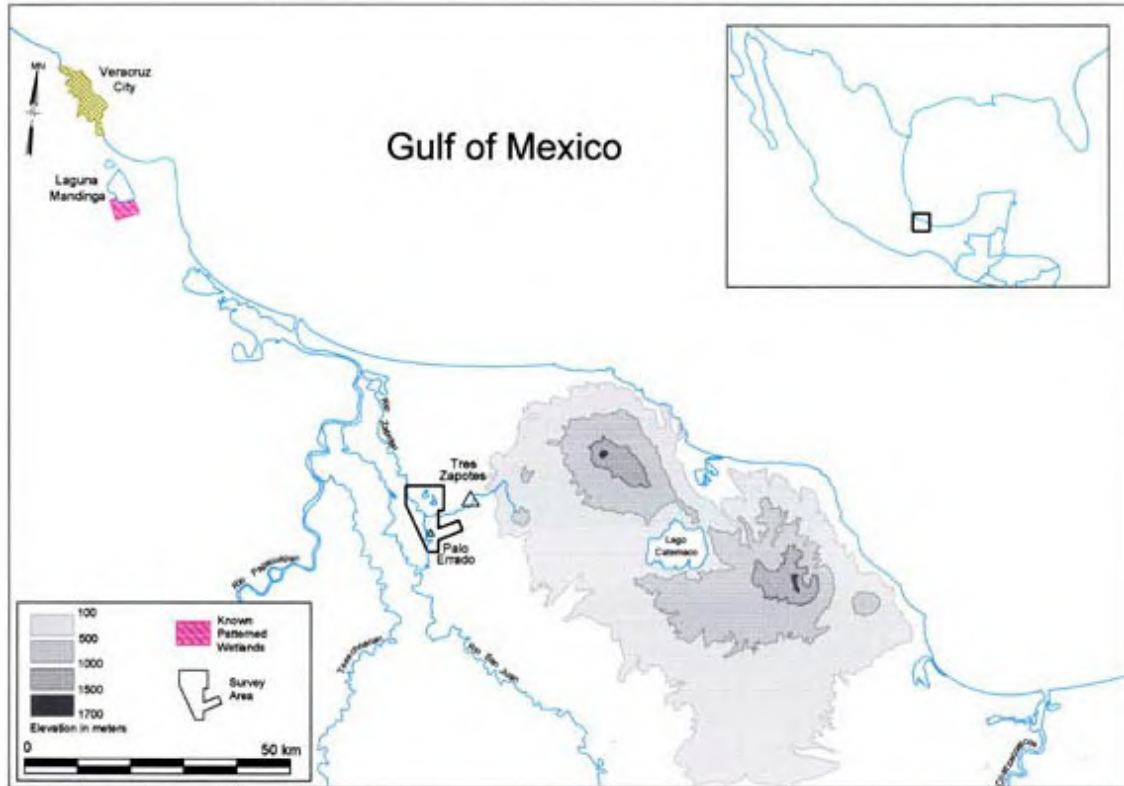 MN
Veracruz
City
Gulf of Mexico
Laguna
Mandinga
Tres
Zapotes
Palo
Errado
Lago
Catemaco
Rio Papaloapan
Rio San Juan
100
500
1000
1500
1700
Elevation in meters
Known
Patterned
Wetlands
Survey
Area
0
50 km